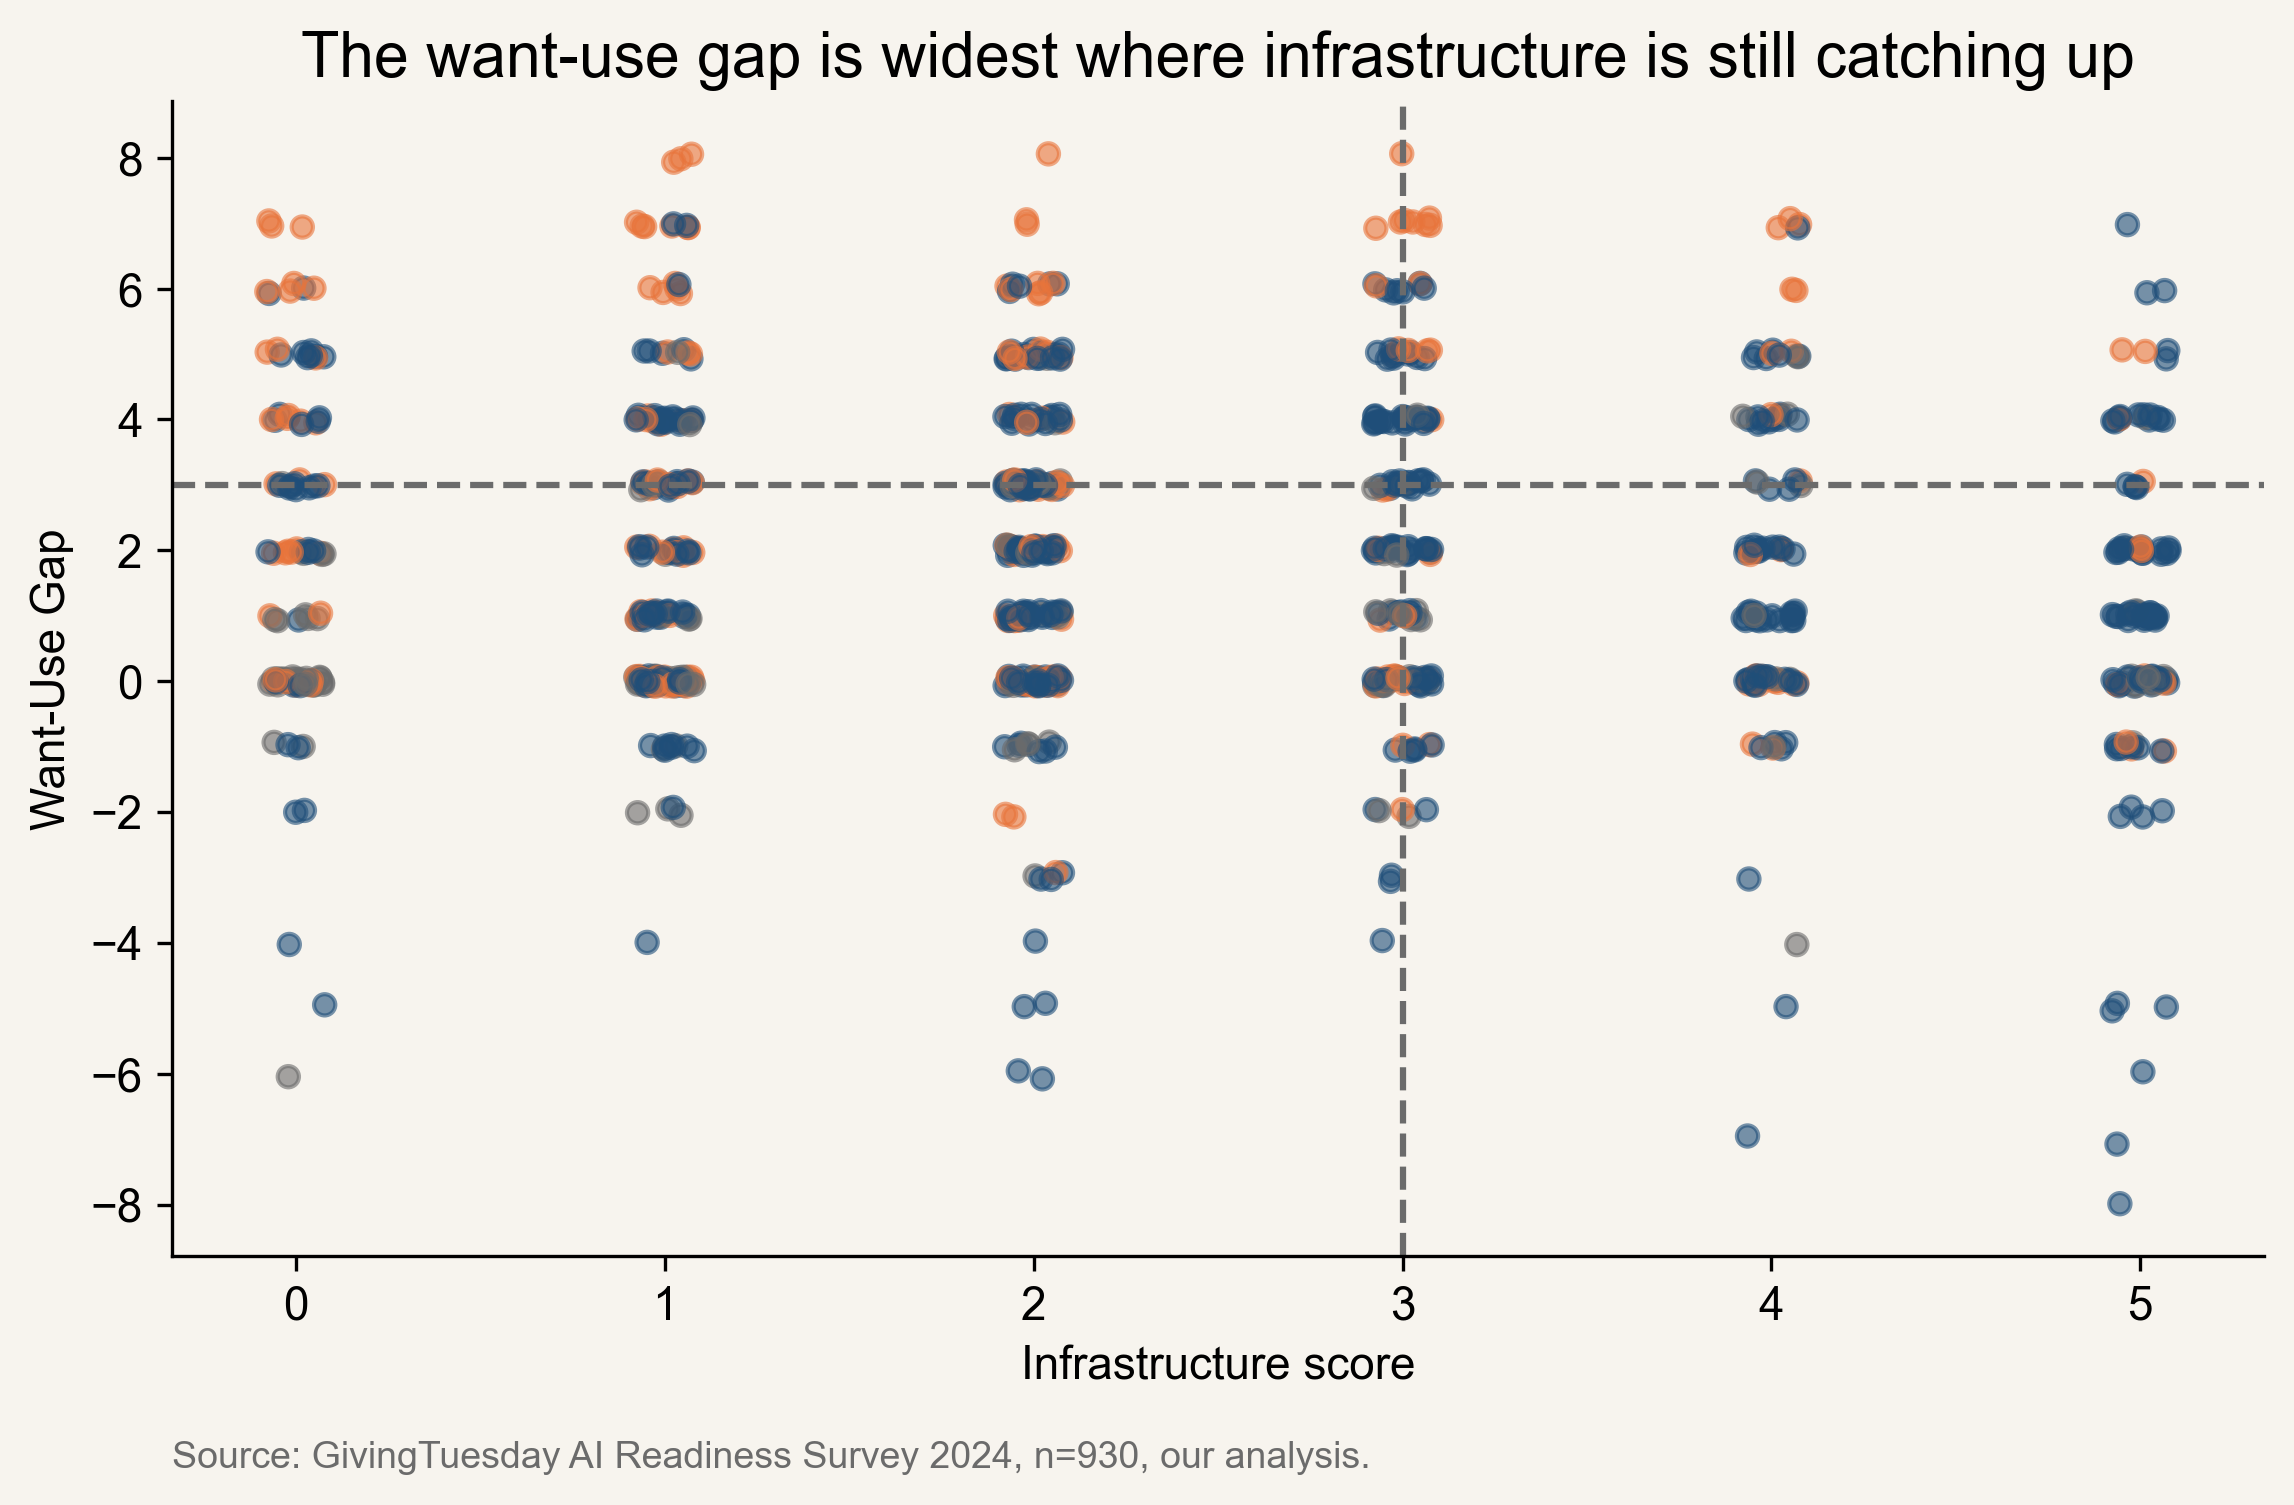 The want-use gap is widest where infrastructure is still catching up
Want-Use Gap
8
6
4
2
0
−2
−4
−6
−8
0 1 2 3 4 5
Infrastructure score
Source: GivingTuesday AI Readiness Survey 2024, n=930, our analysis.